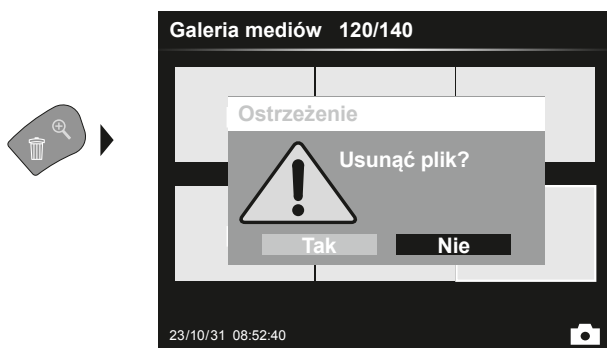 Galeria mediów 120/140
Ostrzeżenie
Usunąć plik?
Tak Nie
23/10/31 08:52:40